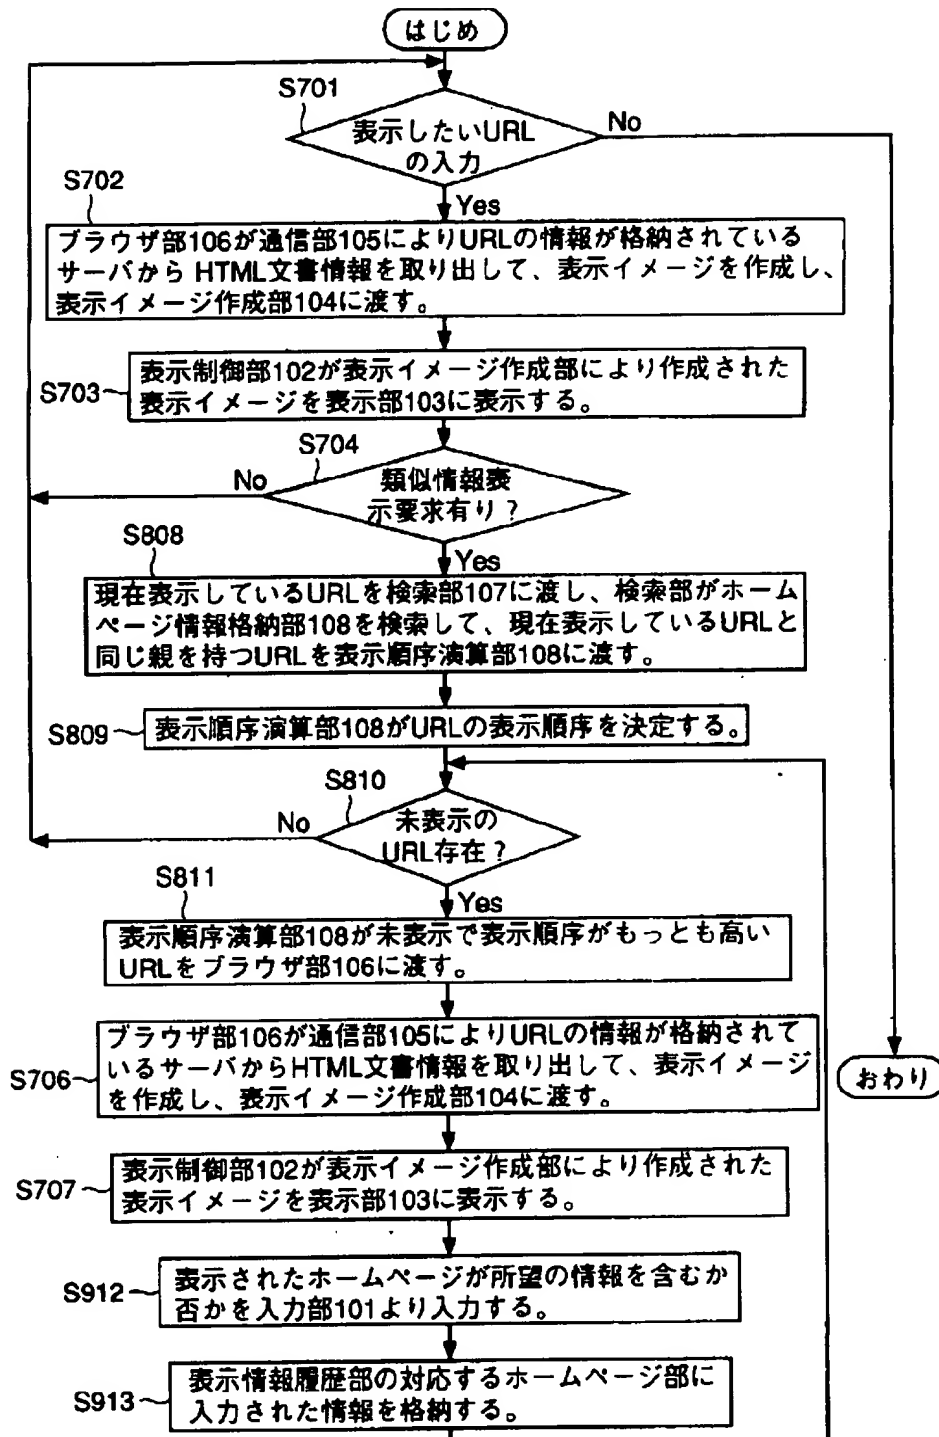 はじめ
S701
表示したいURL
の入力
No
Yes
S702
ブラウザ部106が通信部105によりURLの情報が格納されている
サーバから HTML文書情報を取り出して、表示イメージを作成し、
表示イメージ作成部104に渡す。
S703
表示制御部102が表示イメージ作成部により作成された
表示イメージを表示部103に表示する。
S704
No
類似情報表
示要求有り?
Yes
S808
現在表示しているURLを検索部107に渡し、検索部がホーム
ページ情報格納部108を検索して、現在表示しているURLと
同じ親を持つURLを表示順序演算部108に渡す。
S809
表示順序演算部108がURLの表示順序を決定する。
S810
No
未表示の
URL存在?
Yes
S811
表示順序演算部108が未表示で表示順序がもっとも高い
URLをブラウザ部106に渡す。
S706
ブラウザ部106が通信部105によりURLの情報が格納されて
いるサーバからHTML文書情報を取り出して、表示イメージ
を作成し、表示イメージ作成部104に渡す。
おわり
S707
表示制御部102が表示イメージ作成部により作成された
表示イメージを表示部103に表示する。
S912
表示されたホームページが所望の情報を含むか
否かを入力部101より入力する。
S913
表示情報履歴部の対応するホームページ部に
入力された情報を格納する。